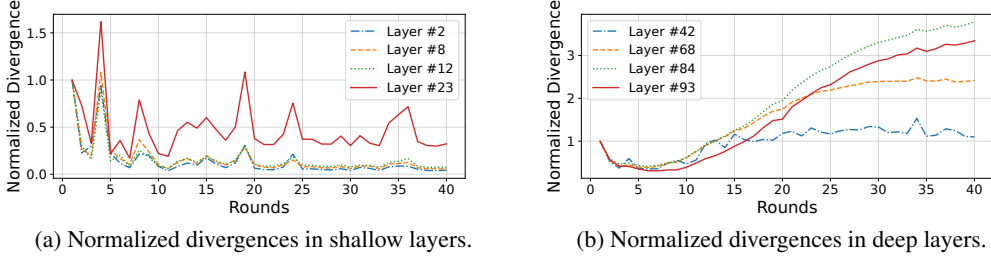 Normalized Divergence
1.5
1.0
0.5
0.0
0 5 10 15 20 25 30 35 40
Rounds
Layer #2
Layer #8
Layer #12
Layer #23
(a) Normalized divergences in shallow layers.
Normalized Divergence
3
2
1
0 5 10 15 20 25 30 35 40
Rounds
Layer #42
Layer #68
Layer #84
Layer #93
(b) Normalized divergences in deep layers.